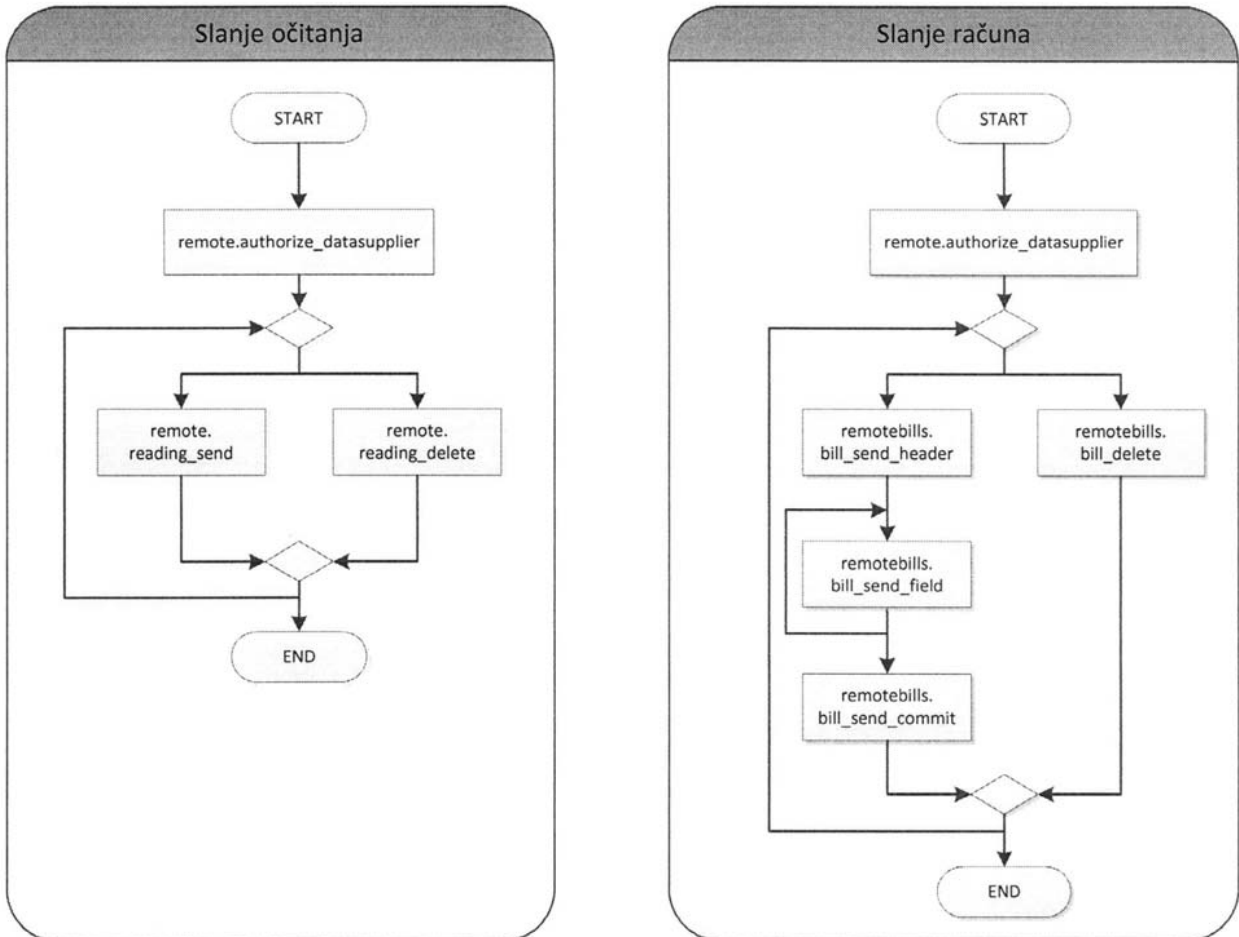 Slanje očitanja
START
remote.authorize_datasupplier
remote.
reading_send
remote.
reading_delete
END
Slanje računa
START
remote.authorize_datasupplier
remotebills.
bill_send_header
remotebills.
bill_delete
remotebills.
bill_send_field
remotebills.
bill_send_commit
END